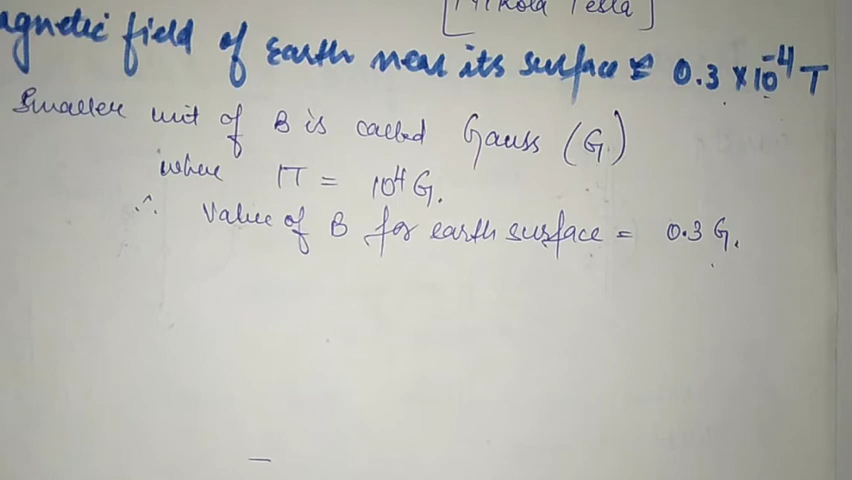 [Nikola Tesla]
agnetic field of Earth near its surface ≅ 0.3 × 10⁻⁴ T
Smaller unit of B is called Gauss (G)
where 1T = 10⁴ G.
∴ Value of B for earth surface = 0.3 G.